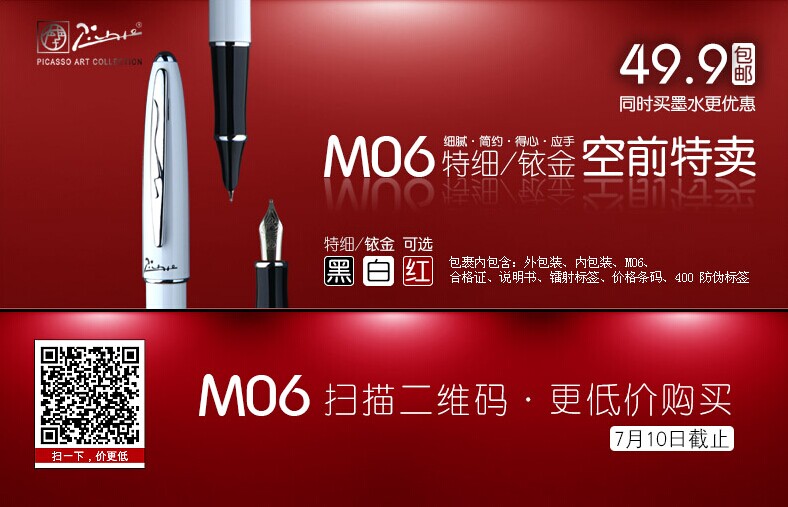 Picasso®
PICASSO ART COLLECTION
49.9 包邮
同时买墨水更优惠
细腻·简约·得心·应手
M06 特细/铱金 空前特卖
特细/铱金 可选
黑 白 红
包裹内包含：外包装、内包装、M06、
合格证、说明书、镭射标签、价格条码、400 防伪标签
Picasso
M06 扫描二维码·更低价购买
7月10日截止
扫一下，价更低